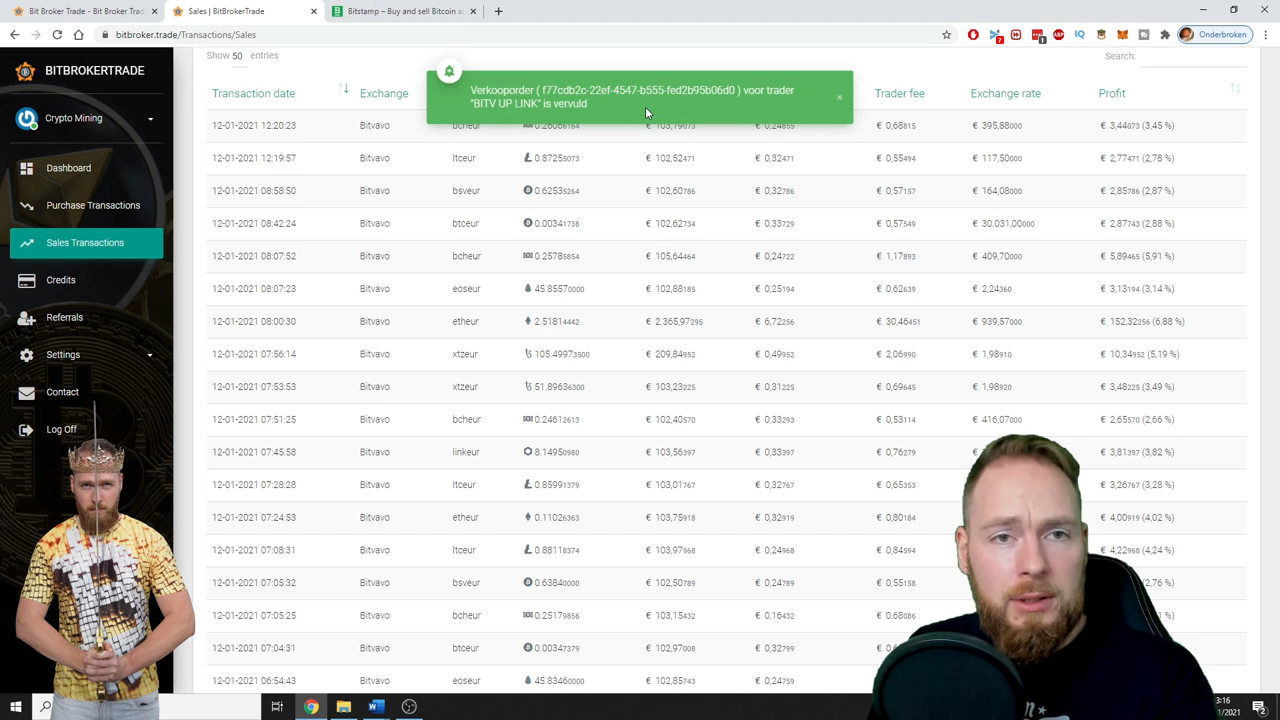 Bit Broker Trade - Bitbroker Trad
Sales | BitBrokerTrade
Bitstamp – Buy and sell Bitcoin a
bitbroker.trade/Transactions/Sales
7
1
ABP
IQ
Onderbroken
BITBROKERTRADE
Crypto Mining
Dashboard
Purchase Transactions
Sales Transactions
Credits
Referrals
Settings
Contact
Log Off
Show 50 entries
Search:
Verkooporder ( f77cdb2c-22ef-4547-b555-fed2b95b06d0 ) voor trader
"BITV UP LINK" is vervuld
Transaction date Exchange Trader fee Exchange rate Profit
12-01-2021 12:20:23 Bitvavo bcheur 0.26066164 € 103,19073 € 0,24855 € 0,68815 € 395,88000 € 3,44073 (3,45 %)
12-01-2021 12:19:57 Bitvavo ltceur 0.87255073 € 102,52471 € 0,32471 € 0,55494 € 117,50000 € 2,77471 (2,78 %)
12-01-2021 08:58:50 Bitvavo bsveur 0.62535264 € 102,60786 € 0,32786 € 0,57157 € 164,08000 € 2,85786 (2,87 %)
12-01-2021 08:42:24 Bitvavo btceur 0.00341738 € 102,62734 € 0,33729 € 0,57549 € 30.031,00000 € 2,87743 (2,88 %)
12-01-2021 08:07:52 Bitvavo bcheur 0.25785854 € 105,64464 € 0,24722 € 1,17893 € 409,70000 € 5,89465 (5,91 %)
12-01-2021 08:07:23 Bitvavo eoseur 45.85570000 € 102,88185 € 0,25194 € 0,62639 € 2,24360 € 3,13194 (3,14 %)
12-01-2021 08:00:30 Bitvavo etheur 2.51814442 € 2.365,97295 € 6,72256 € 30,46451 € 939,57000 € 152,32256 (6,88 %)
12-01-2021 07:56:14 Bitvavo xtzeur 105.49973500 € 209,84952 € 0,49952 € 2,06990 € 1,98910 € 10,34952 (5,19 %)
12-01-2021 07:53:53 Bitvavo xtzeur 51.89636300 € 103,23225 € 0,31225 € 0,69645 € 1,98920 € 3,48225 (3,49 %)
12-01-2021 07:51:25 Bitvavo bcheur 0.24612613 € 102,40570 € 0,33293 € 0,53114 € 416,07000 € 2,65570 (2,66 %)
12-01-2021 07:45:58 Bitvavo linkeur 8.14950980 € 103,56397 € 0,33397 € 0,76279 € € 3,81397 (3,82 %)
12-01-2021 07:28:28 Bitvavo ltceur 0.85991379 € 103,01767 € 0,32767 € 0,65353 € 3,26767 (3,28 %)
12-01-2021 07:24:53 Bitvavo etheur 0.11026363 € 103,75918 € 0,32919 € 0,80184 € 4,00919 (4,02 %)
12-01-2021 07:08:31 Bitvavo ltceur 0.88118374 € 103,97968 € 0,24968 € 0,84594 € 4,22968 (4,24 %)
12-01-2021 07:05:32 Bitvavo bsveur 0.63840000 € 102,50789 € 0,24789 € 0,55158 2,76 %)
12-01-2021 07:05:25 Bitvavo bcheur 0.25179856 € 103,15432 € 0,16432 € 0,68086 %)
12-01-2021 07:04:31 Bitvavo btceur 0.00347379 € 102,97008 € 0,32799 €
12-01-2021 06:54:43 Bitvavo eoseur 45.83460000 € 102,85743 € 0,24759
3:16
1/2021
2